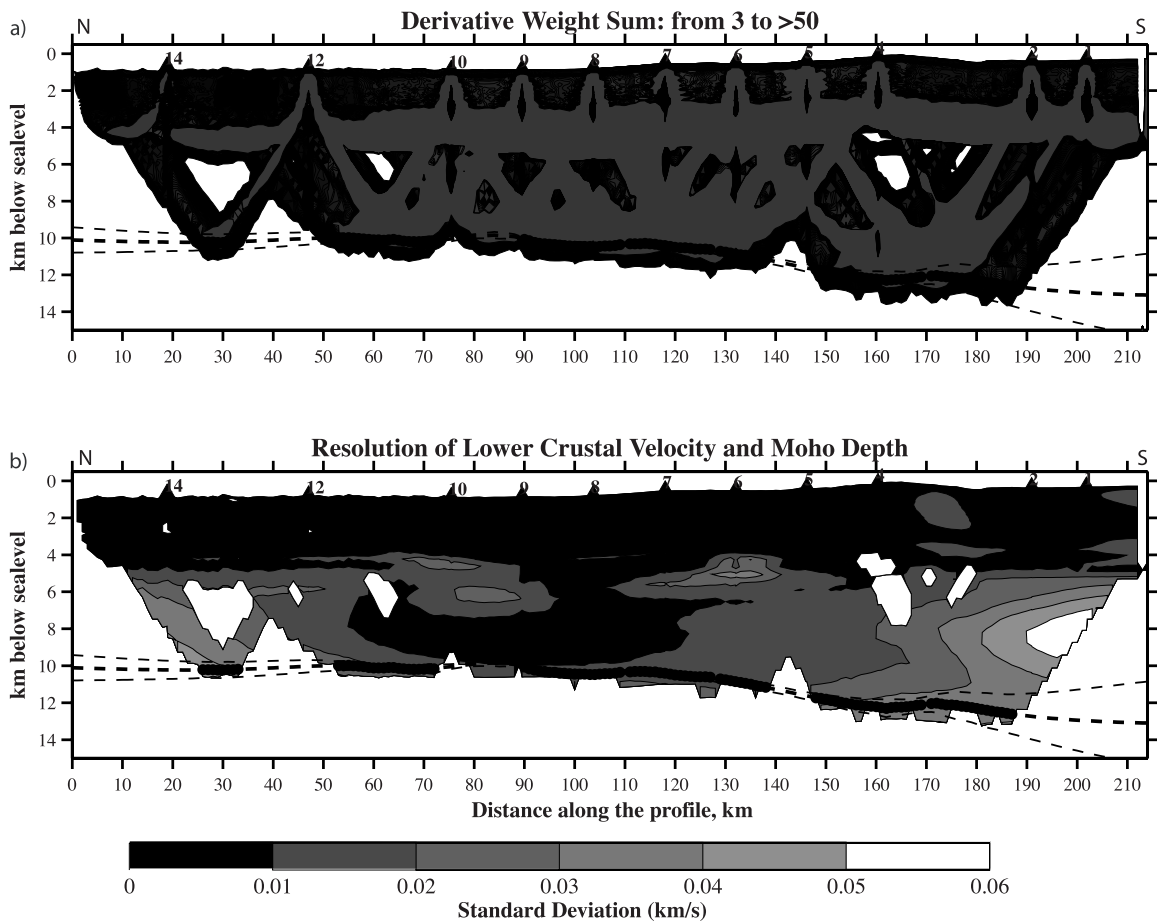 a) N Derivative Weight Sum: from 3 to >50 S
14 12 10 9 8 7 6 5 4 2 1
0
2
4
6
8
10
12
14
km below sealevel
0 10 20 30 40 50 60 70 80 90 100 110 120 130 140 150 160 170 180 190 200 210
b) N Resolution of Lower Crustal Velocity and Moho Depth S
14 12 10 9 8 7 6 5 4 2 1
0
2
4
6
8
10
12
14
km below sealevel
0 10 20 30 40 50 60 70 80 90 100 110 120 130 140 150 160 170 180 190 200 210
Distance along the profile, km
0 0.01 0.02 0.03 0.04 0.05 0.06
Standard Deviation (km/s)